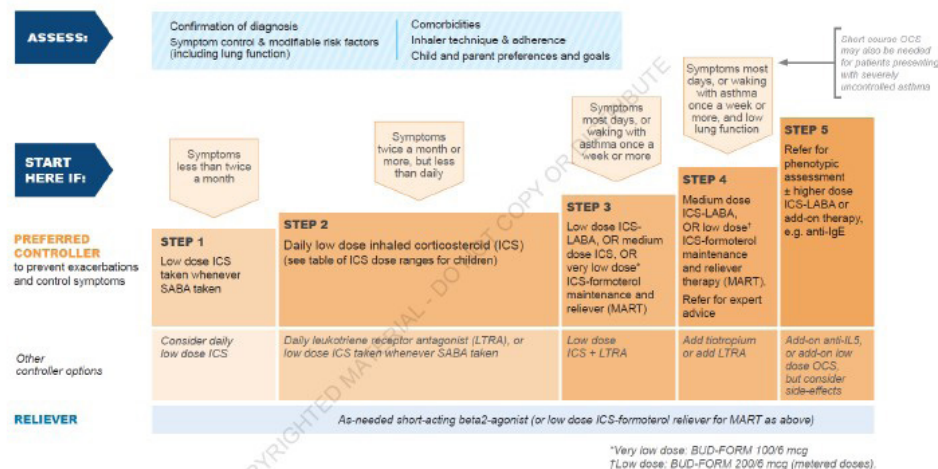 ASSESS:
Confirmation of diagnosis
Symptom control & modifiable risk factors
(including lung function)
Comorbidities
Inhaler technique & adherence
Child and parent preferences and goals
Short course OCS
may also be needed
for patients presenting
with severely
uncontrolled asthma
START
HERE IF:
Symptoms
less than twice
a month
Symptoms
twice a month or
more, but less
than daily
Symptoms
most days, or
waking with
asthma once a
week or more
Symptoms most
days, or waking
with asthma
once a week or
more, and low
lung function
PREFERRED
CONTROLLER
to prevent exacerbations
and control symptoms
STEP 1
Low dose ICS
taken whenever
SABA taken
STEP 2
Daily low dose inhaled corticosteroid (ICS)
(see table of ICS dose ranges for children)
STEP 3
Low dose ICS-
LABA, OR medium
dose ICS, OR
very low dose*
ICS-formoterol
maintenance and
reliever (MART)
STEP 4
Medium dose
ICS-LABA,
OR low dose†
ICS-formoterol
maintenance
and reliever
therapy (MART).
Refer for expert
advice
STEP 5
Refer for
phenotypic
assessment
± higher dose
ICS-LABA or
add-on therapy,
e.g. anti-IgE
Other
controller options
Consider daily
low dose ICS
Daily leukotriene receptor antagonist (LTRA), or
low dose ICS taken whenever SABA taken
Low dose
ICS + LTRA
Add tiotropium
or add LTRA
Add-on anti-IL5,
or add-on low
dose OCS,
but consider
side-effects
RELIEVER
As-needed short-acting beta2-agonist (or low dose ICS-formoterol reliever for MART as above)
*Very low dose: BUD-FORM 100/6 mcg
†Low dose: BUD-FORM 200/6 mcg (metered doses).
COPYRIGHTED MATERIAL - DO NOT COPY OR DISTRIBUTE